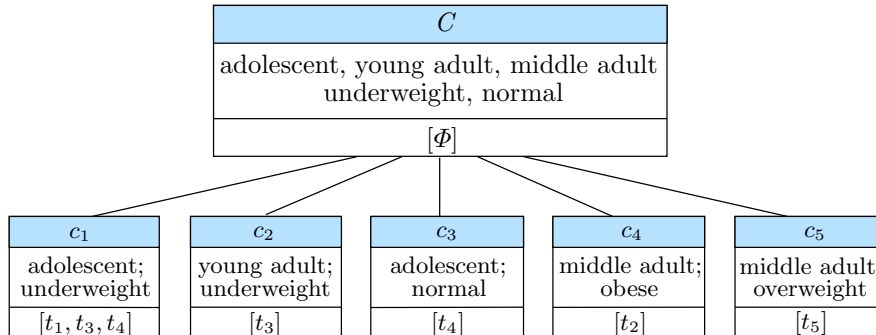 C
adolescent, young adult, middle adult
underweight, normal
[Φ]
c₁
adolescent;
underweight
[t₁, t₃, t₄]
c₂
young adult;
underweight
[t₃]
c₃
adolescent;
normal
[t₄]
c₄
middle adult;
obese
[t₂]
c₅
middle adult
overweight
[t₅]